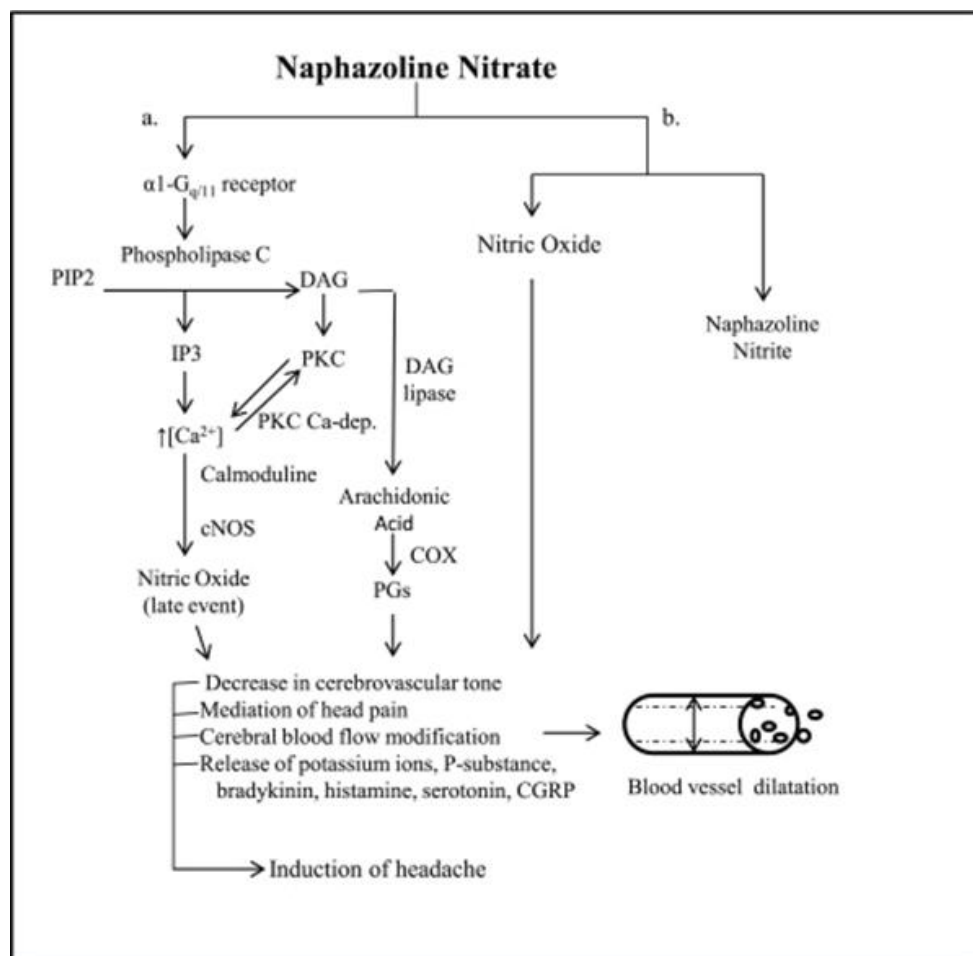 Naphazoline Nitrate
a.
b.
α1-Gq/11 receptor
Phospholipase C
PIP2
DAG
IP3
PKC
DAG
lipase
PKC Ca-dep.
↑[Ca²⁺]
Calmoduline
cNOS
Nitric Oxide
(late event)
Arachidonic
Acid
COX
PGs
Nitric Oxide
Naphazoline
Nitrite
Decrease in cerebrovascular tone
Mediation of head pain
Cerebral blood flow modification
Release of potassium ions, P-substance,
bradykinin, histamine, serotonin, CGRP
Blood vessel dilatation
Induction of headache